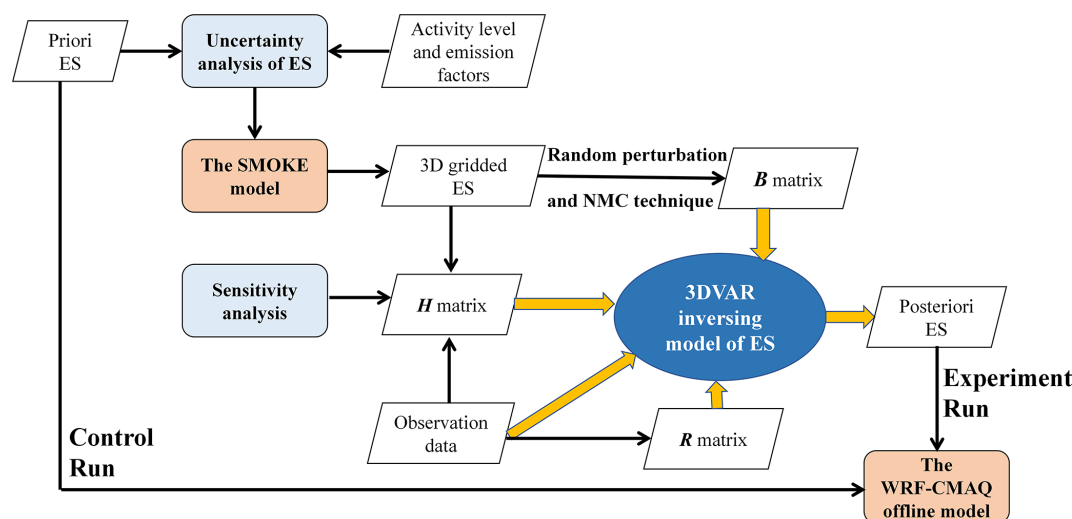 Priori
ES
Uncertainty
analysis of ES
Activity level
and emission
factors
The SMOKE
model
3D gridded
ES
Random perturbation
and NMC technique
B matrix
Sensitivity
analysis
H matrix
3DVAR
inversing
model of ES
Posteriori
ES
Experiment
Run
Observation
data
R matrix
Control
Run
The
WRF-CMAQ
offline model